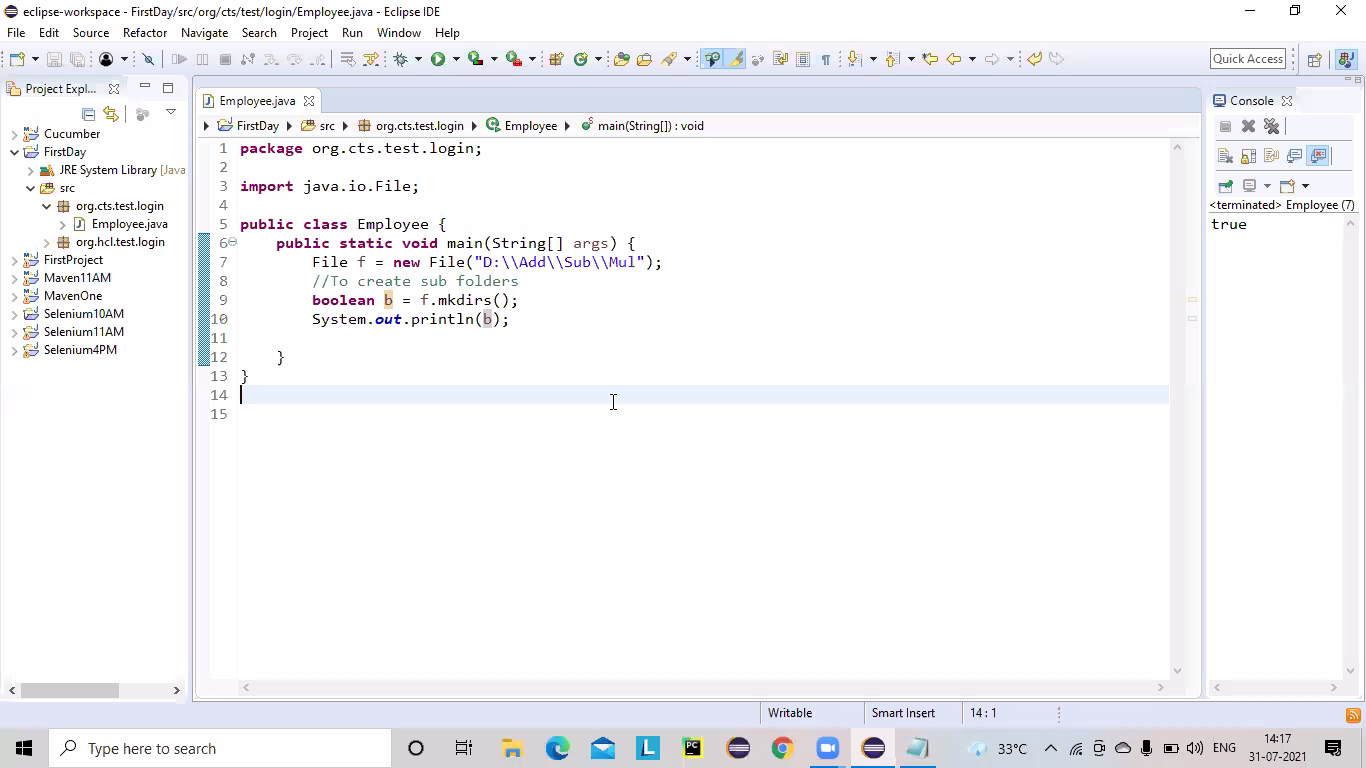 eclipse-workspace - FirstDay/src/org/cts/test/login/Employee.java - Eclipse IDE
File Edit Source Refactor Navigate Search Project Run Window Help
Quick Access
Project Expl...
Cucumber
FirstDay
JRE System Library [Java
src
org.cts.test.login
Employee.java
org.hcl.test.login
FirstProject
Maven11AM
MavenOne
Selenium10AM
Selenium11AM
Selenium4PM
Employee.java
FirstDay src org.cts.test.login Employee main(String[]) : void
1 package org.cts.test.login;
2
3 import java.io.File;
4
5 public class Employee {
6 public static void main(String[] args) {
7 File f = new File("D:\\Add\\Sub\\Mul");
8 //To create sub folders
9 boolean b = f.mkdirs();
10 System.out.println(b);
11
12 }
13 }
14
15
Console
<terminated> Employee (7)
true
Writable Smart Insert 14 : 1
Type here to search
L
PC
33°C
ENG
14:17
31-07-2021